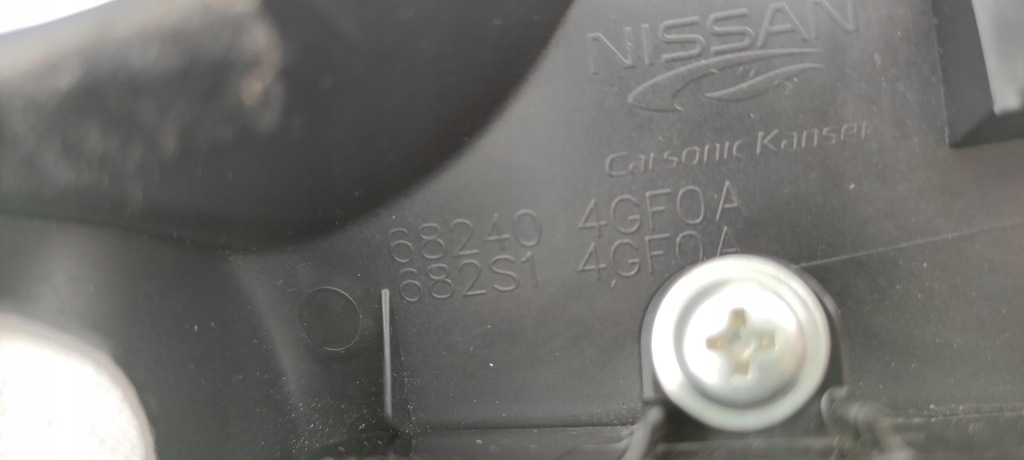 NISSAN
Calsonic Kansei
68240 4GF0A
682S1 4GF0A